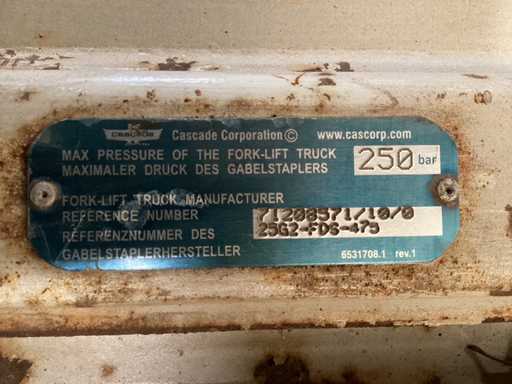 CASCADE
Cascade Corporation © www.cascorp.com
MAX PRESSURE OF THE FORK-LIFT TRUCK
MAXIMALER DRUCK DES GABELSTAPLERS
250 bar
FORK-LIFT TRUCK MANUFACTURER
REFERENCE NUMBER
71208571/10/0
REFERENZNUMMER DES
25G2-FDS-475
GABELSTAPLERHERSTELLER
6531708.1 rev.1